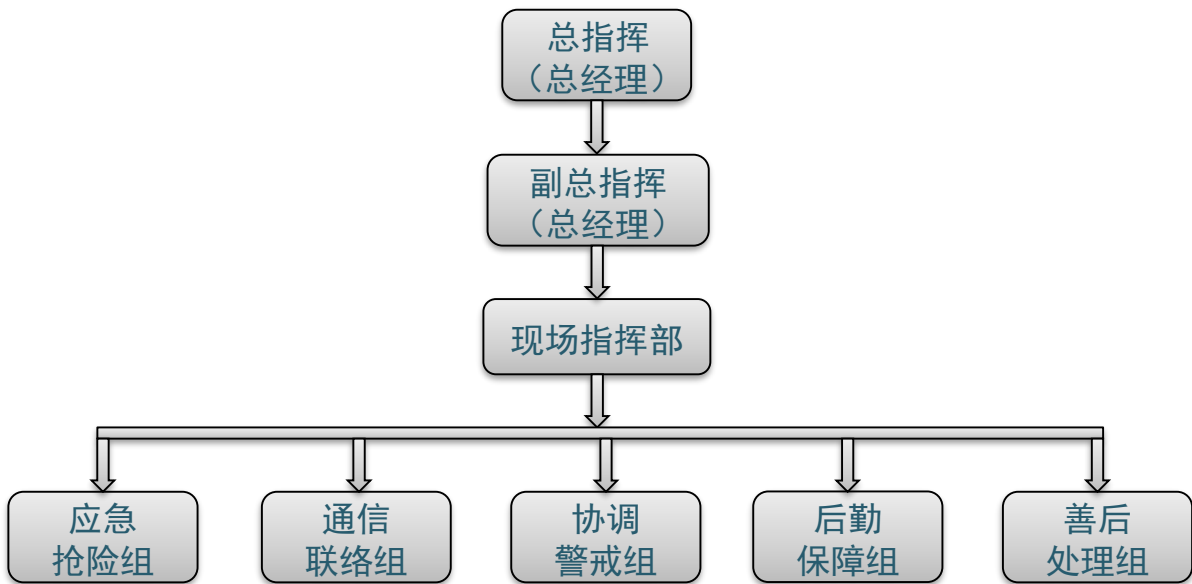 总指挥
（总经理）
副总指挥
（总经理）
现场指挥部
应急
抢险组
通信
联络组
协调
警戒组
后勤
保障组
善后
处理组